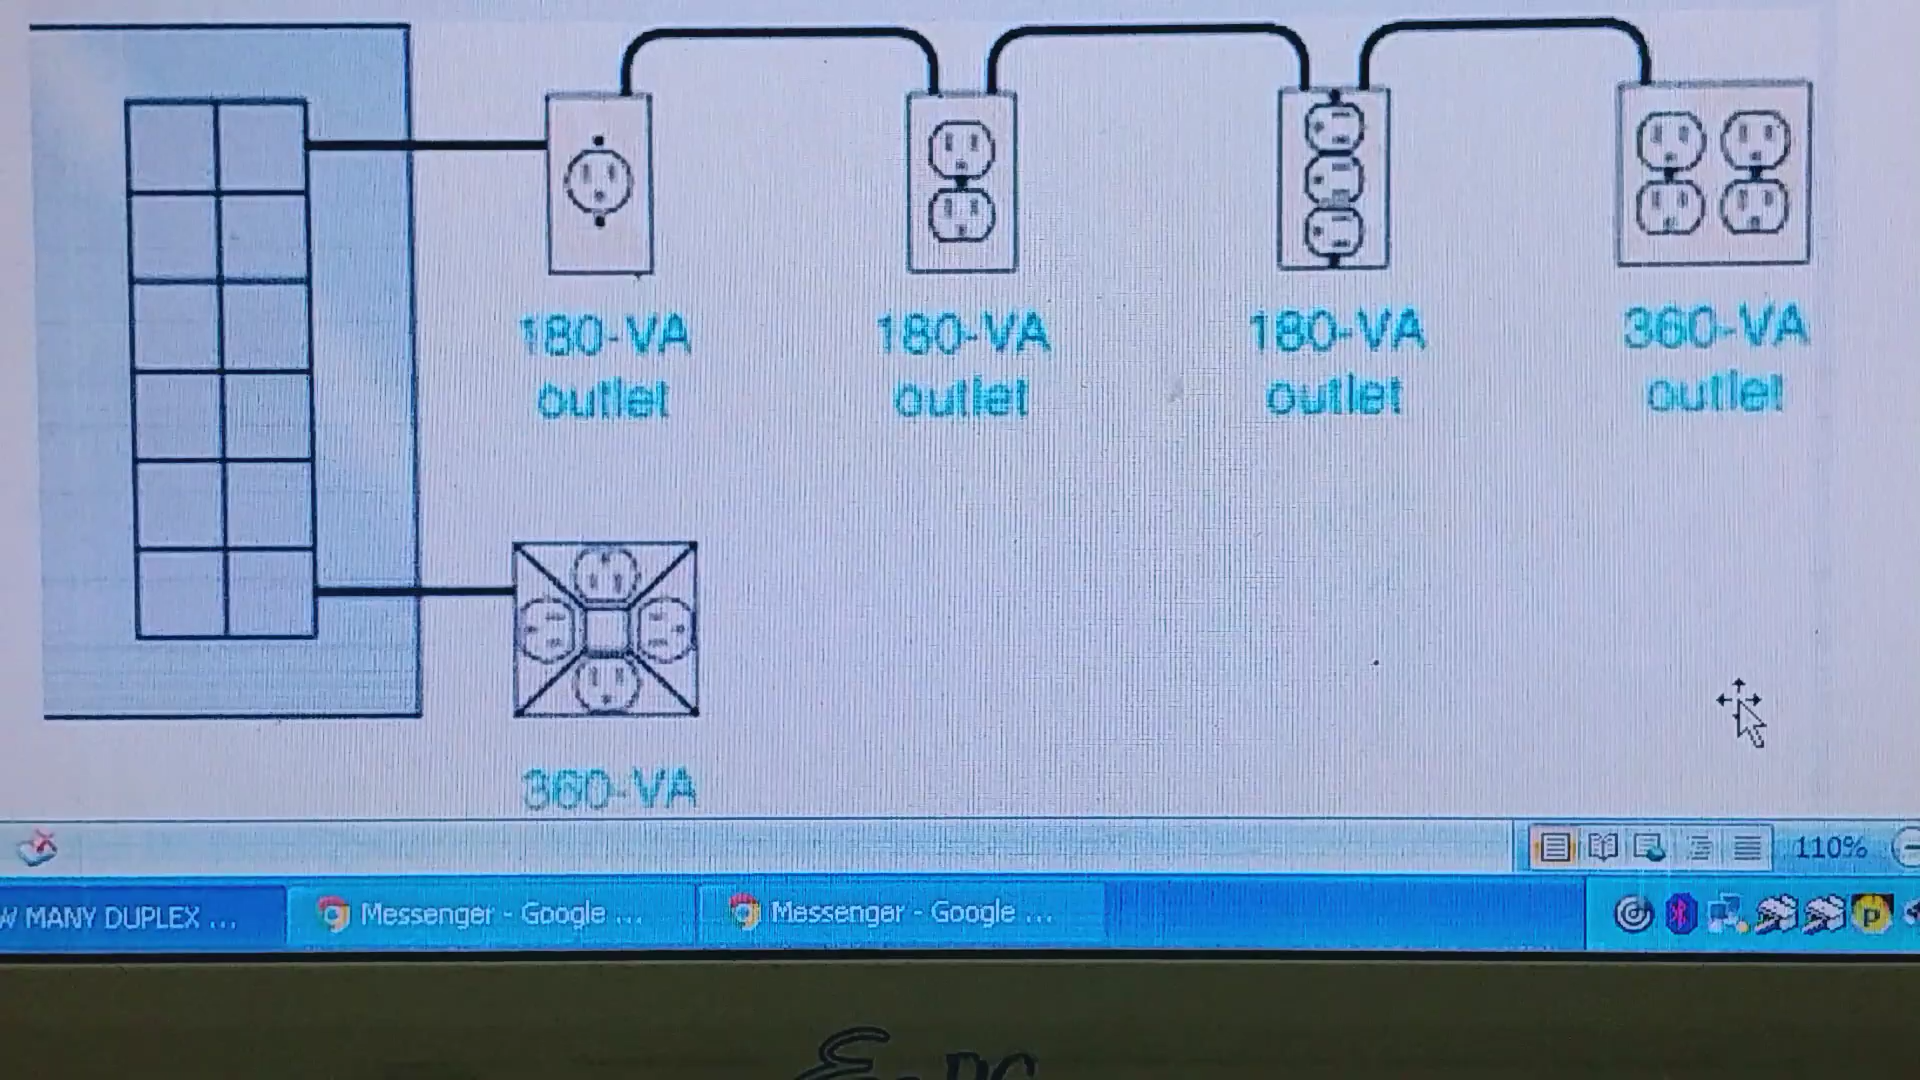 180-VA outlet
180-VA outlet
180-VA outlet
360-VA outlet
360-VA
110%
W MANY DUPLEX ...
Messenger - Google ...
Messenger - Google ...